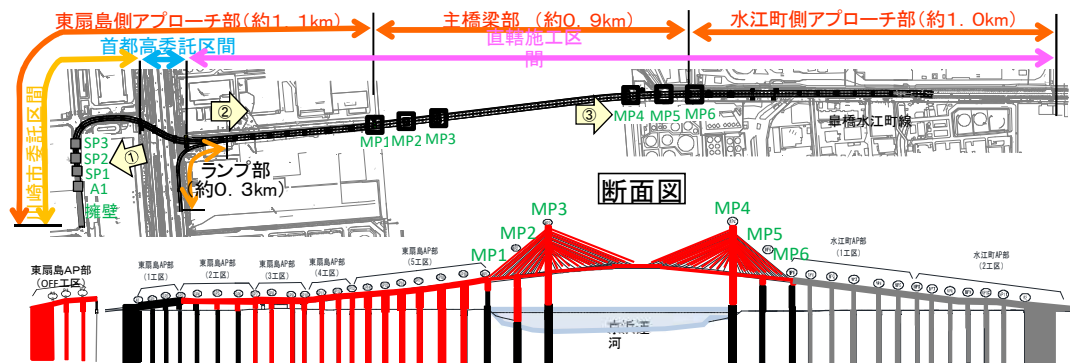 東扇島側アプローチ部(約1.1km)
主橋梁部 (約0.9km)
水江町側アプローチ部(約1.0km)
首都高委託区間
直轄施工区
間
川崎市委託区間
②
①
③
SP3
SP2
SP1
A1
擁壁
ランプ部
(約0.3km)
MP1
MP2
MP3
MP4
MP5
MP6
皐橋水江町線
断面図
MP3
MP2
MP1
MP4
MP5
MP6
東扇島AP部
(OFF工区)
東扇島AP部
(1工区)
東扇島AP部
(2工区)
東扇島AP部
(3工区)
東扇島AP部
(4工区)
東扇島AP部
(5工区)
水江町AP部
(1工区)
水江町AP部
(2工区)
京浜運
河